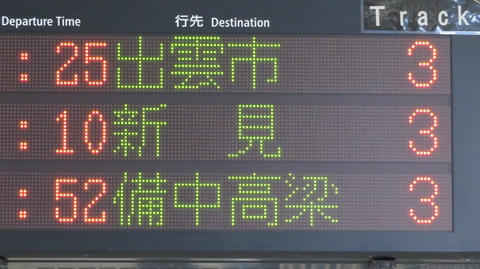 Departure Time 行先 Destination Track
:25 出雲市 3
:10 新見 3
:52 備中高梁 3